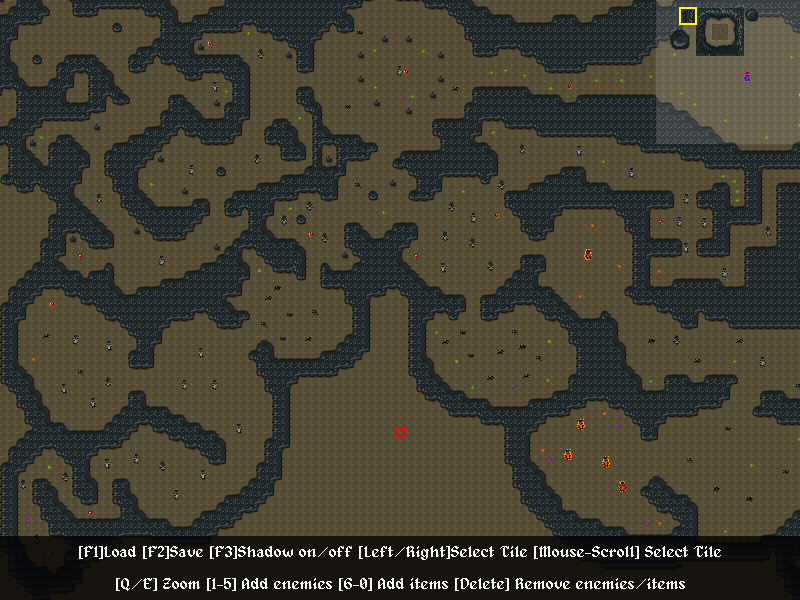 [F1]Load [F2]Save [F3]Shadow on/off [Left/Right]Select Tile [Mouse-Scroll] Select Tile
[Q/E] Zoom [1-5] Add enemies [6-0] Add items [Delete] Remove enemies/items